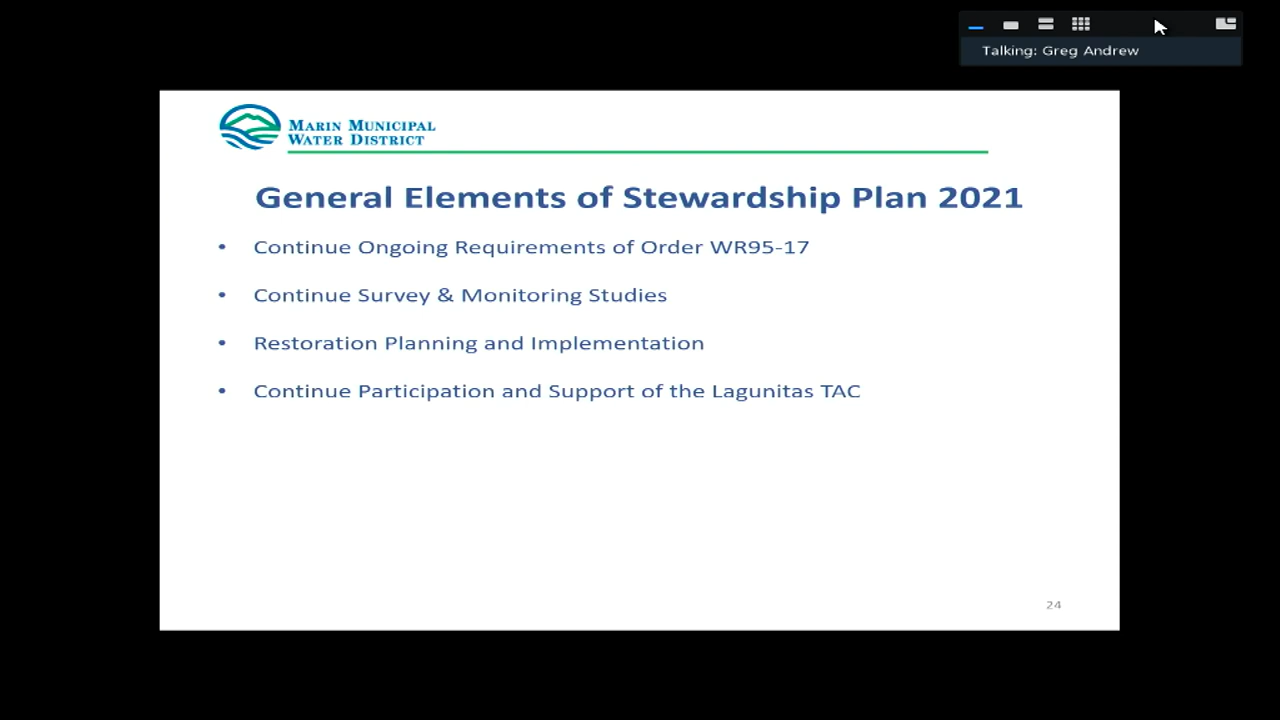 Talking: Greg Andrew
MARIN MUNICIPAL
WATER DISTRICT
General Elements of Stewardship Plan 2021
• Continue Ongoing Requirements of Order WR95-17
• Continue Survey & Monitoring Studies
• Restoration Planning and Implementation
• Continue Participation and Support of the Lagunitas TAC
24